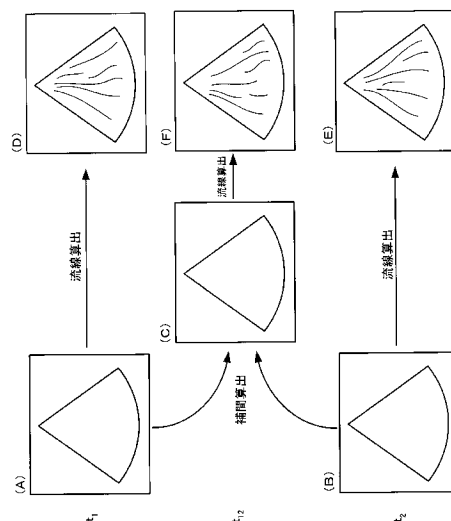 (A)
流線算出
(D)
t₁
補間算出
(C)
流線算出
(F)
t₁₂
(B)
流線算出
(E)
t₂